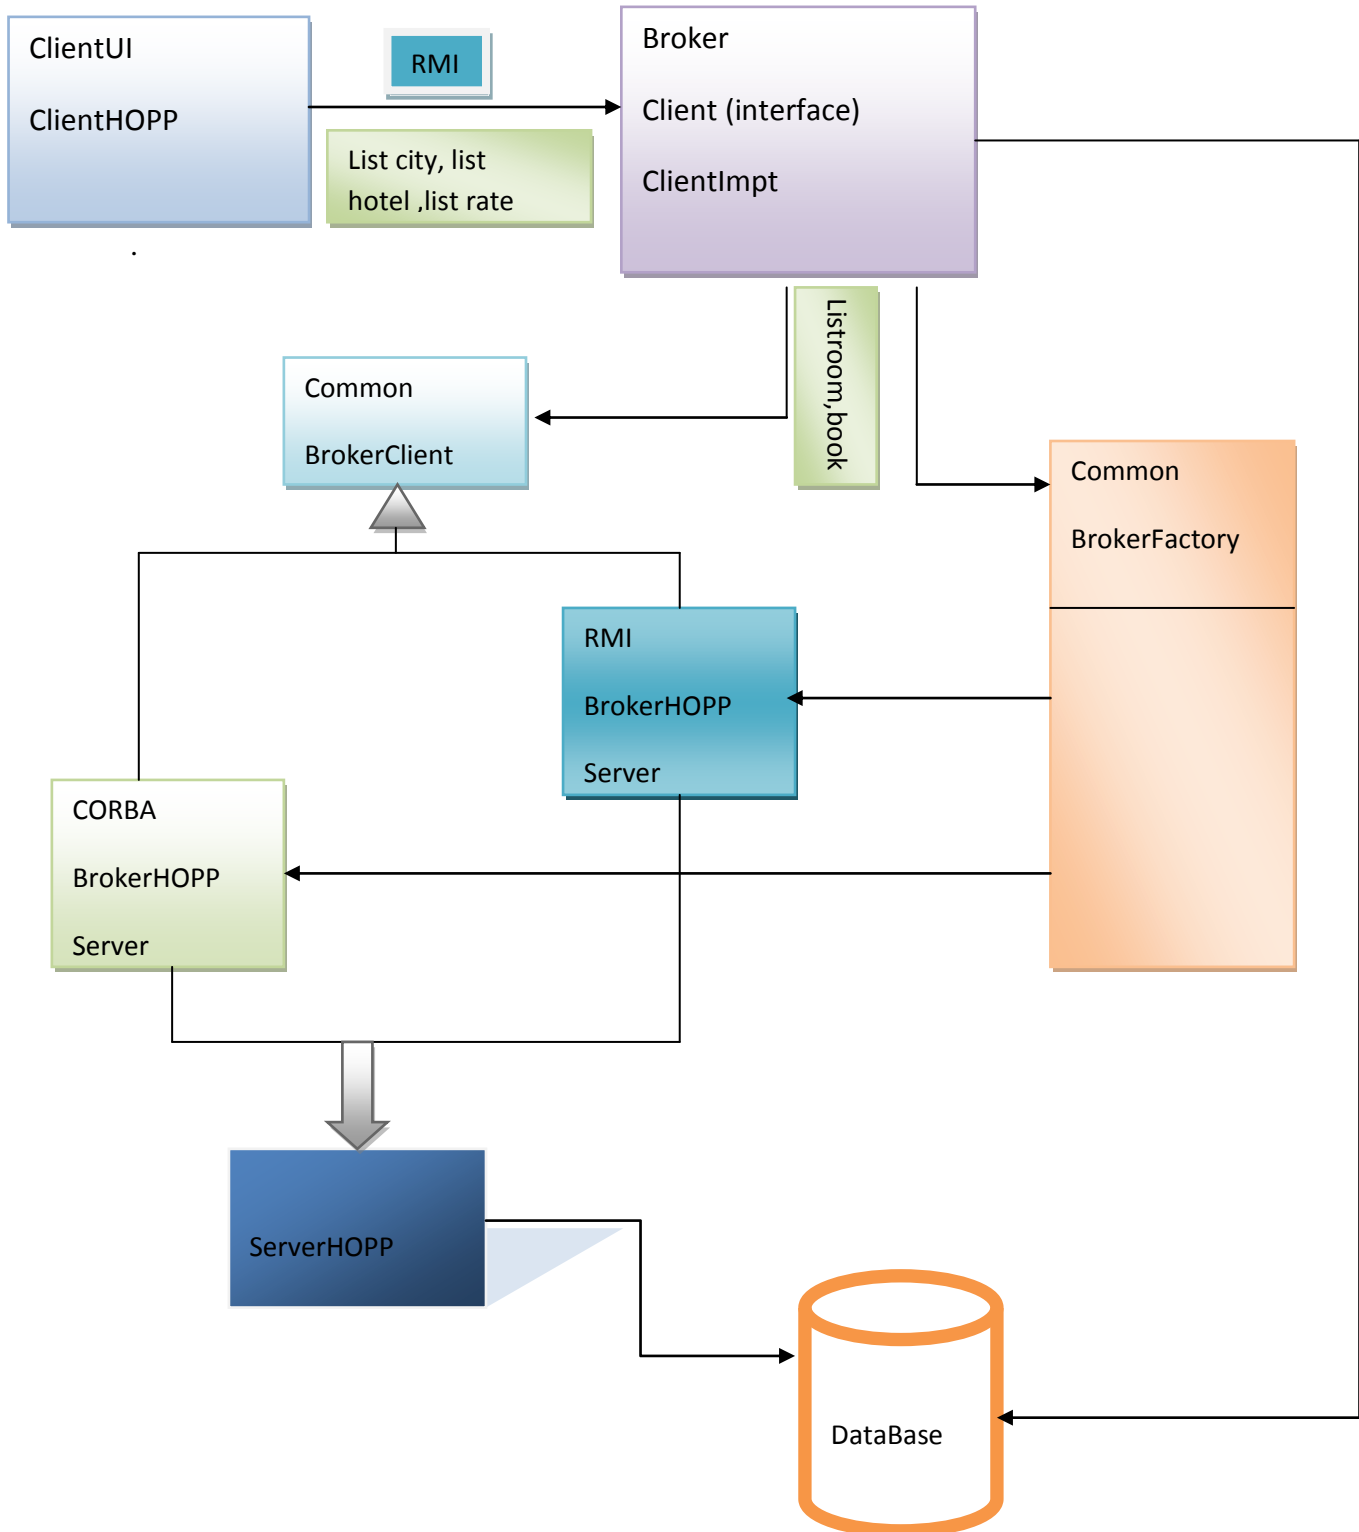 ClientUI
ClientHOPP
RMI
List city, list
hotel ,list rate
.
Broker
Client (interface)
ClientImpt
Listroom,book
Common
BrokerClient
Common
BrokerFactory
RMI
BrokerHOPP
Server
CORBA
BrokerHOPP
Server
ServerHOPP
DataBase